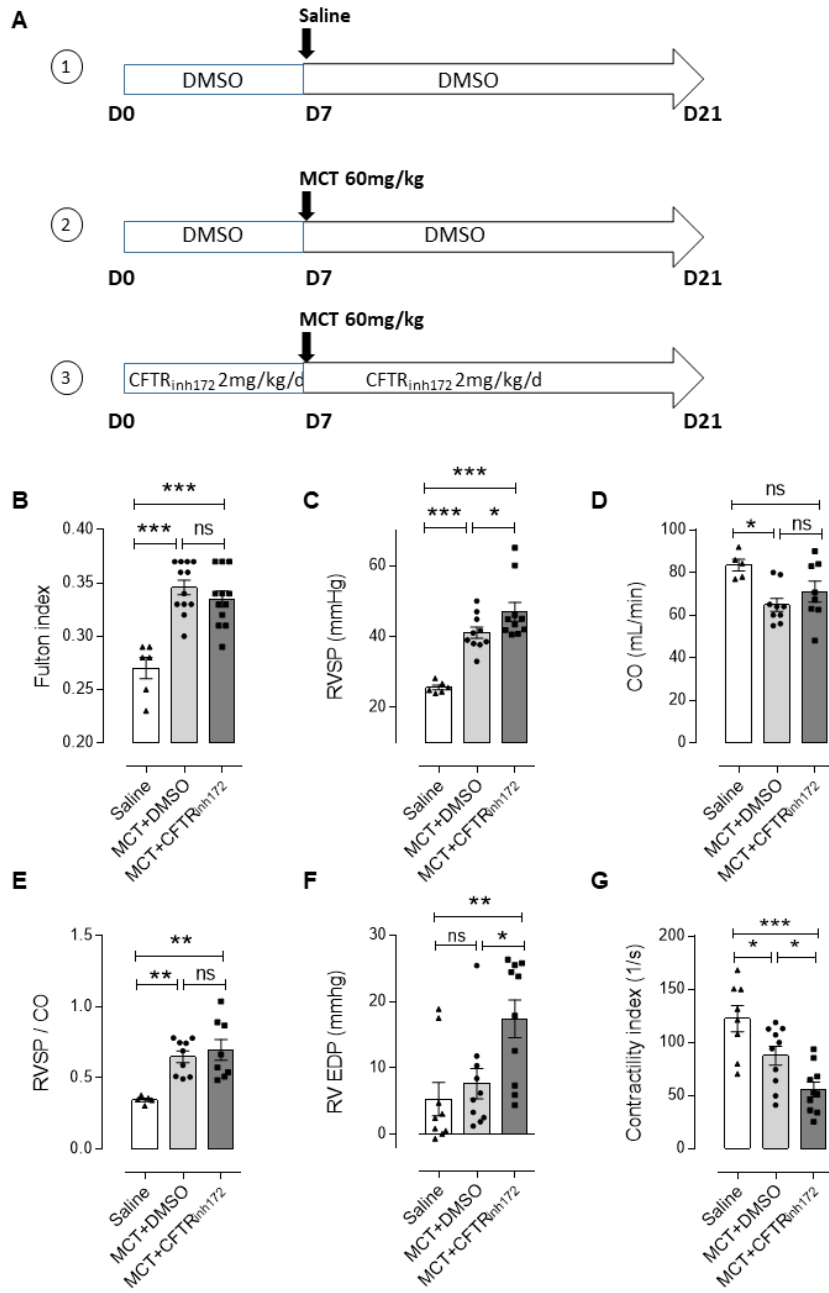 A
Saline
1
DMSO
DMSO
D0
D7
D21
MCT 60mg/kg
2
DMSO
DMSO
D0
D7
D21
MCT 60mg/kg
3
CFTRinh172 2mg/kg/d
CFTRinh172 2mg/kg/d
D0
D7
D21
B
***
***
ns
0.40
0.35
0.30
0.25
0.20
Fulton index
Saline
MCT+DMSO
MCT+CFTRinh172
C
***
***
*
60
40
20
RVSP (mmHg)
Saline
MCT+DMSO
MCT+CFTRinh172
D
ns
*
ns
100
80
60
40
20
0
CO (mL/min)
Saline
MCT+DMSO
MCT+CFTRinh172
E
**
**
ns
1.5
1.0
0.5
0.0
RVSP / CO
Saline
MCT+DMSO
MCT+CFTRinh172
F
**
ns
*
30
20
10
0
RV EDP (mmhg)
Saline
MCT+DMSO
MCT+CFTRinh172
G
***
*
*
200
150
100
50
0
Contractility index (1/s)
Saline
MCT+DMSO
MCT+CFTRinh172